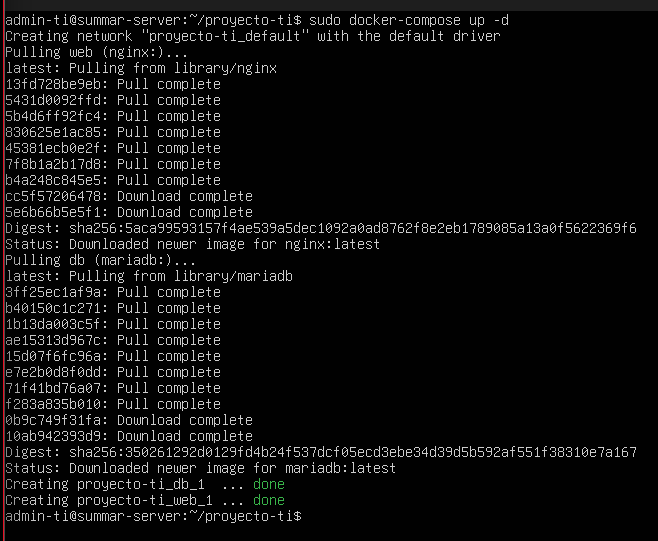 admin-ti@summar-server:~/proyecto-ti$ sudo docker-compose up -d
Creating network "proyecto-ti_default" with the default driver
Pulling web (nginx:)...
latest: Pulling from library/nginx
13fd728be9eb: Pull complete
5431d0092ffd: Pull complete
5b4d6ff92fc4: Pull complete
830625e1ac85: Pull complete
45381ecb0e2f: Pull complete
7f8b1a2b17d8: Pull complete
b4a248c845e5: Pull complete
cc5f57206478: Download complete
5e6b66b5e5f1: Download complete
Digest: sha256:5aca99593157f4ae539a5dec1092a0ad8762f8e2eb1789085a13a0f5622369f6
Status: Downloaded newer image for nginx:latest
Pulling db (mariadb:)...
latest: Pulling from library/mariadb
3ff25ec1af9a: Pull complete
b40150c1c271: Pull complete
1b13da003c5f: Pull complete
ae15313d967c: Pull complete
15d07f6fc96a: Pull complete
e7e2b0d8f0dd: Pull complete
71f41bd76a07: Pull complete
f283a835b010: Pull complete
0b9c749f31fa: Download complete
10ab942393d9: Download complete
Digest: sha256:350261292d0129fd4b24f537dcf05ecd3ebe34d39d5b592af551f38310e7a167
Status: Downloaded newer image for mariadb:latest
Creating proyecto-ti_db_1  ... done
Creating proyecto-ti_web_1 ... done
admin-ti@summar-server:~/proyecto-ti$